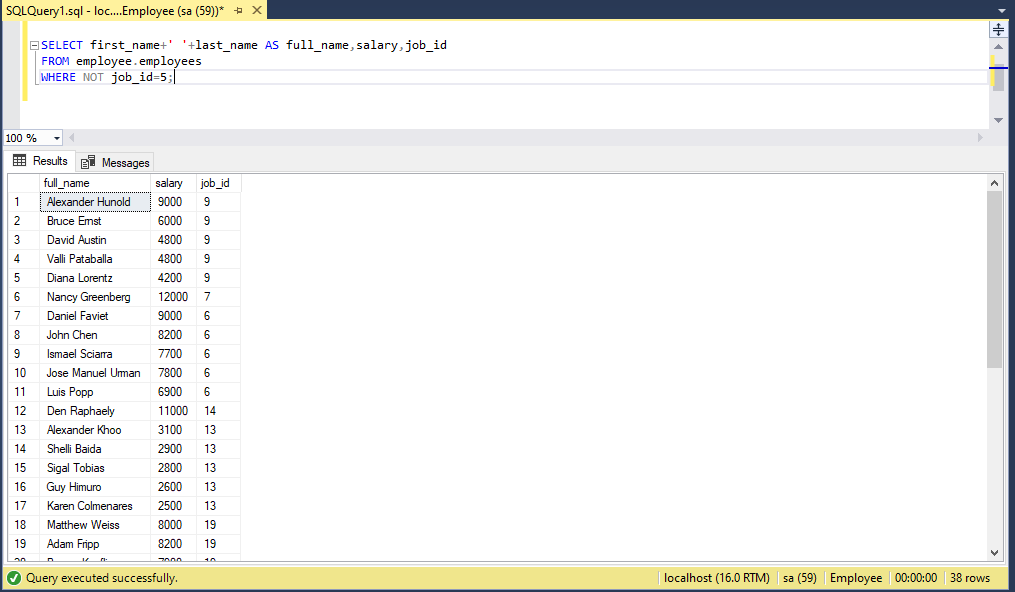 SQLQuery1.sql - loc....Employee (sa (59))*
SELECT first_name+' '+last_name AS full_name,salary,job_id
FROM employee.employees
WHERE NOT job_id=5;
100 %
Results Messages
full_name salary job_id
1 Alexander Hunold 9000 9
2 Bruce Ernst 6000 9
3 David Austin 4800 9
4 Valli Pataballa 4800 9
5 Diana Lorentz 4200 9
6 Nancy Greenberg 12000 7
7 Daniel Faviet 9000 6
8 John Chen 8200 6
9 Ismael Sciarra 7700 6
10 Jose Manuel Urman 7800 6
11 Luis Popp 6900 6
12 Den Raphaely 11000 14
13 Alexander Khoo 3100 13
14 Shelli Baida 2900 13
15 Sigal Tobias 2800 13
16 Guy Himuro 2600 13
17 Karen Colmenares 2500 13
18 Matthew Weiss 8000 19
19 Adam Fripp 8200 19
Query executed successfully. localhost (16.0 RTM) sa (59) Employee 00:00:00 38 rows